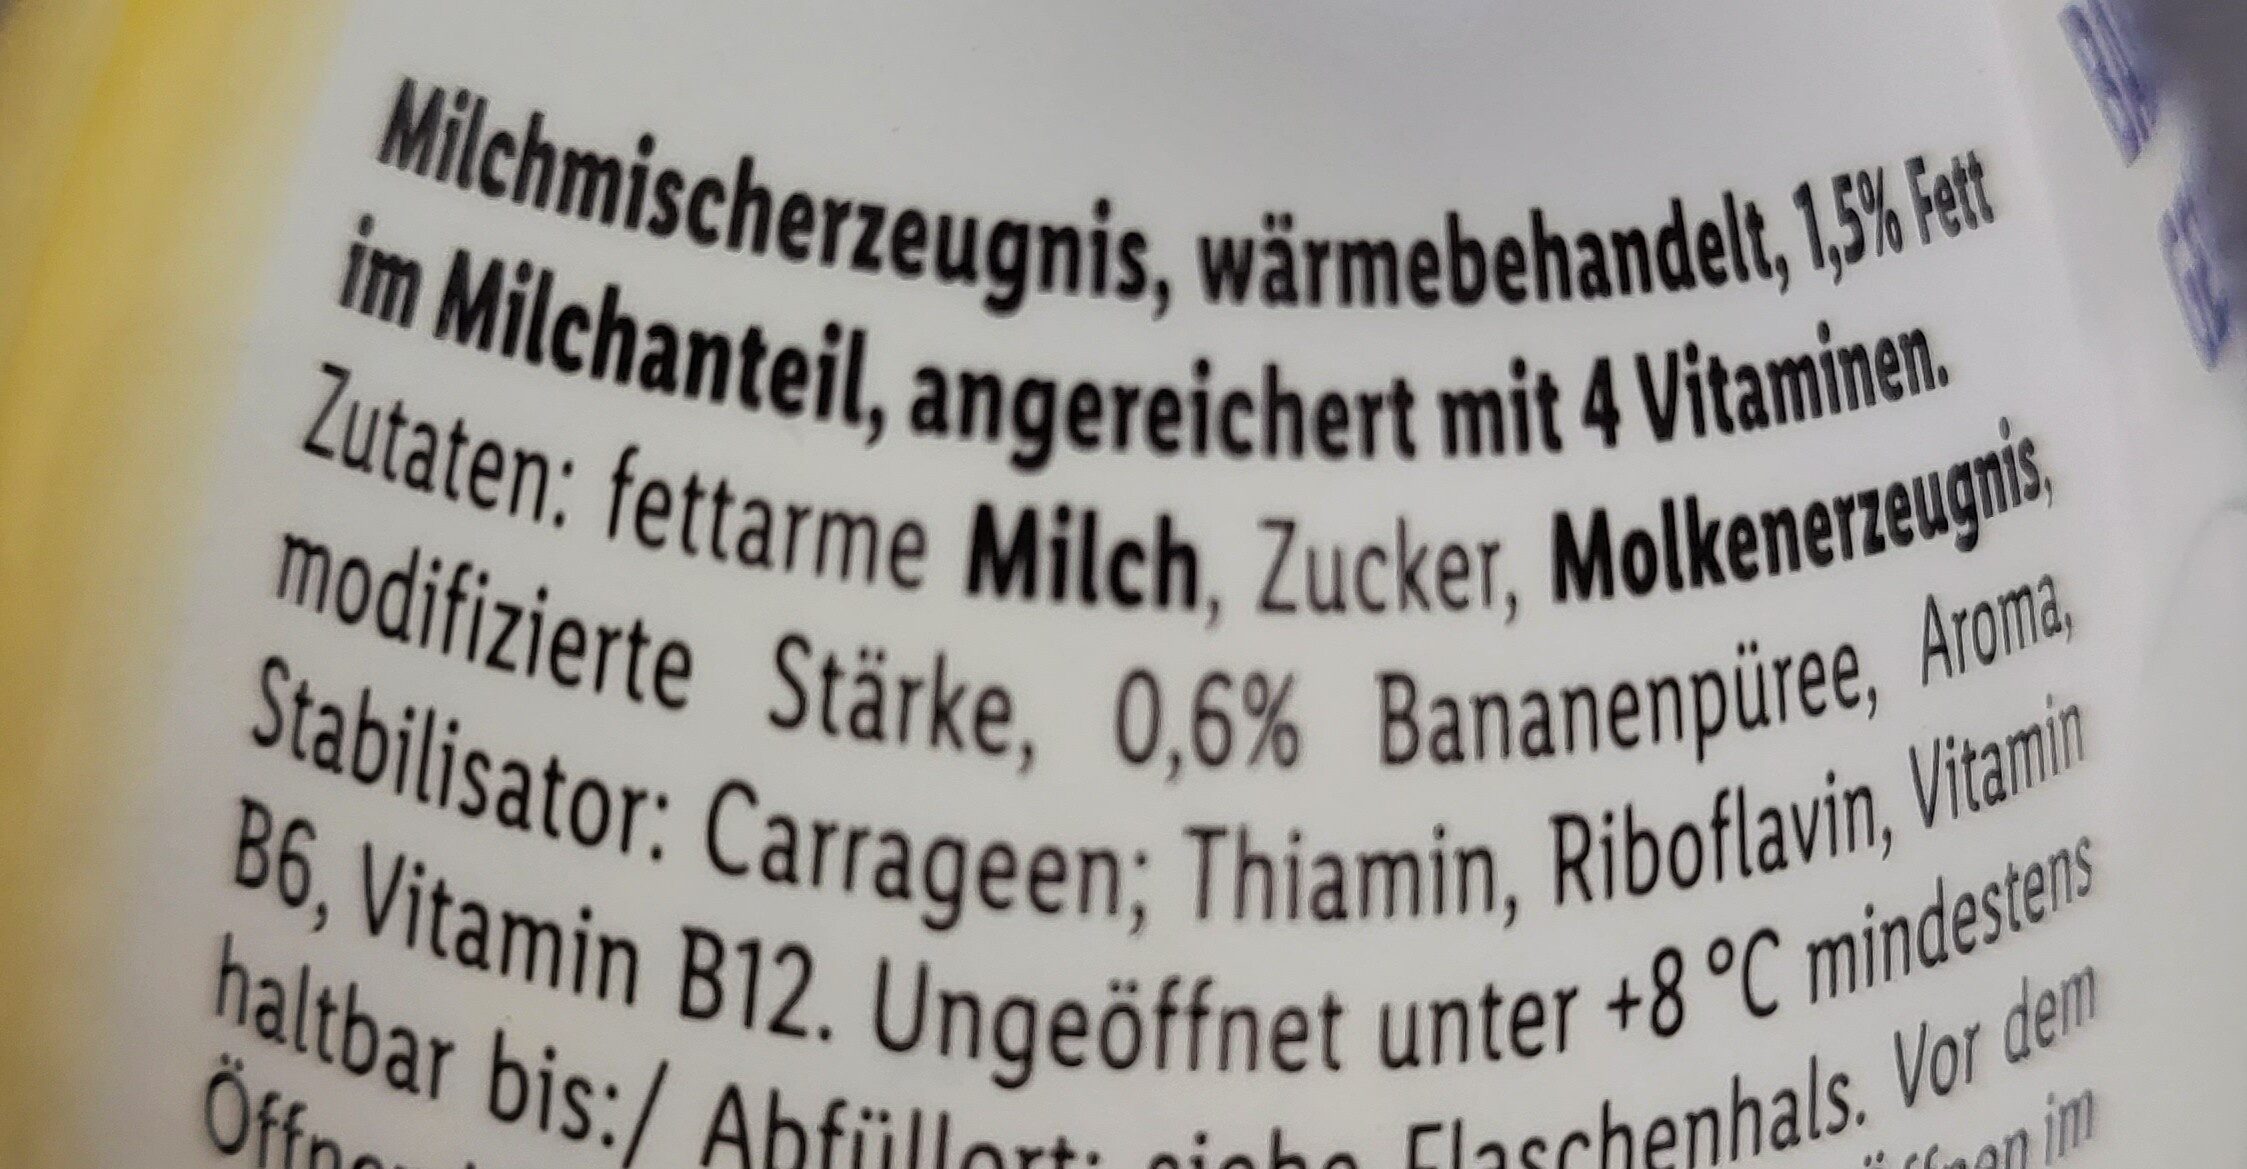 Milchmischerzeugnis, wärmebehandelt, 1,5% Fett
im Milchanteil, angereichert mit 4 Vitaminen.
Zutaten: fettarme Milch, Zucker, Molkenerzeugnis,
modifizierte Stärke, 0,6% Bananenpüree, Aroma,
Stabilisator: Carrageen; Thiamin, Riboflavin, Vitamin
B6, Vitamin B12. Ungeöffnet unter +8 °C mindestens
haltbar bis:/ Abfüllort: siehe Flaschenhals. Vor dem
im